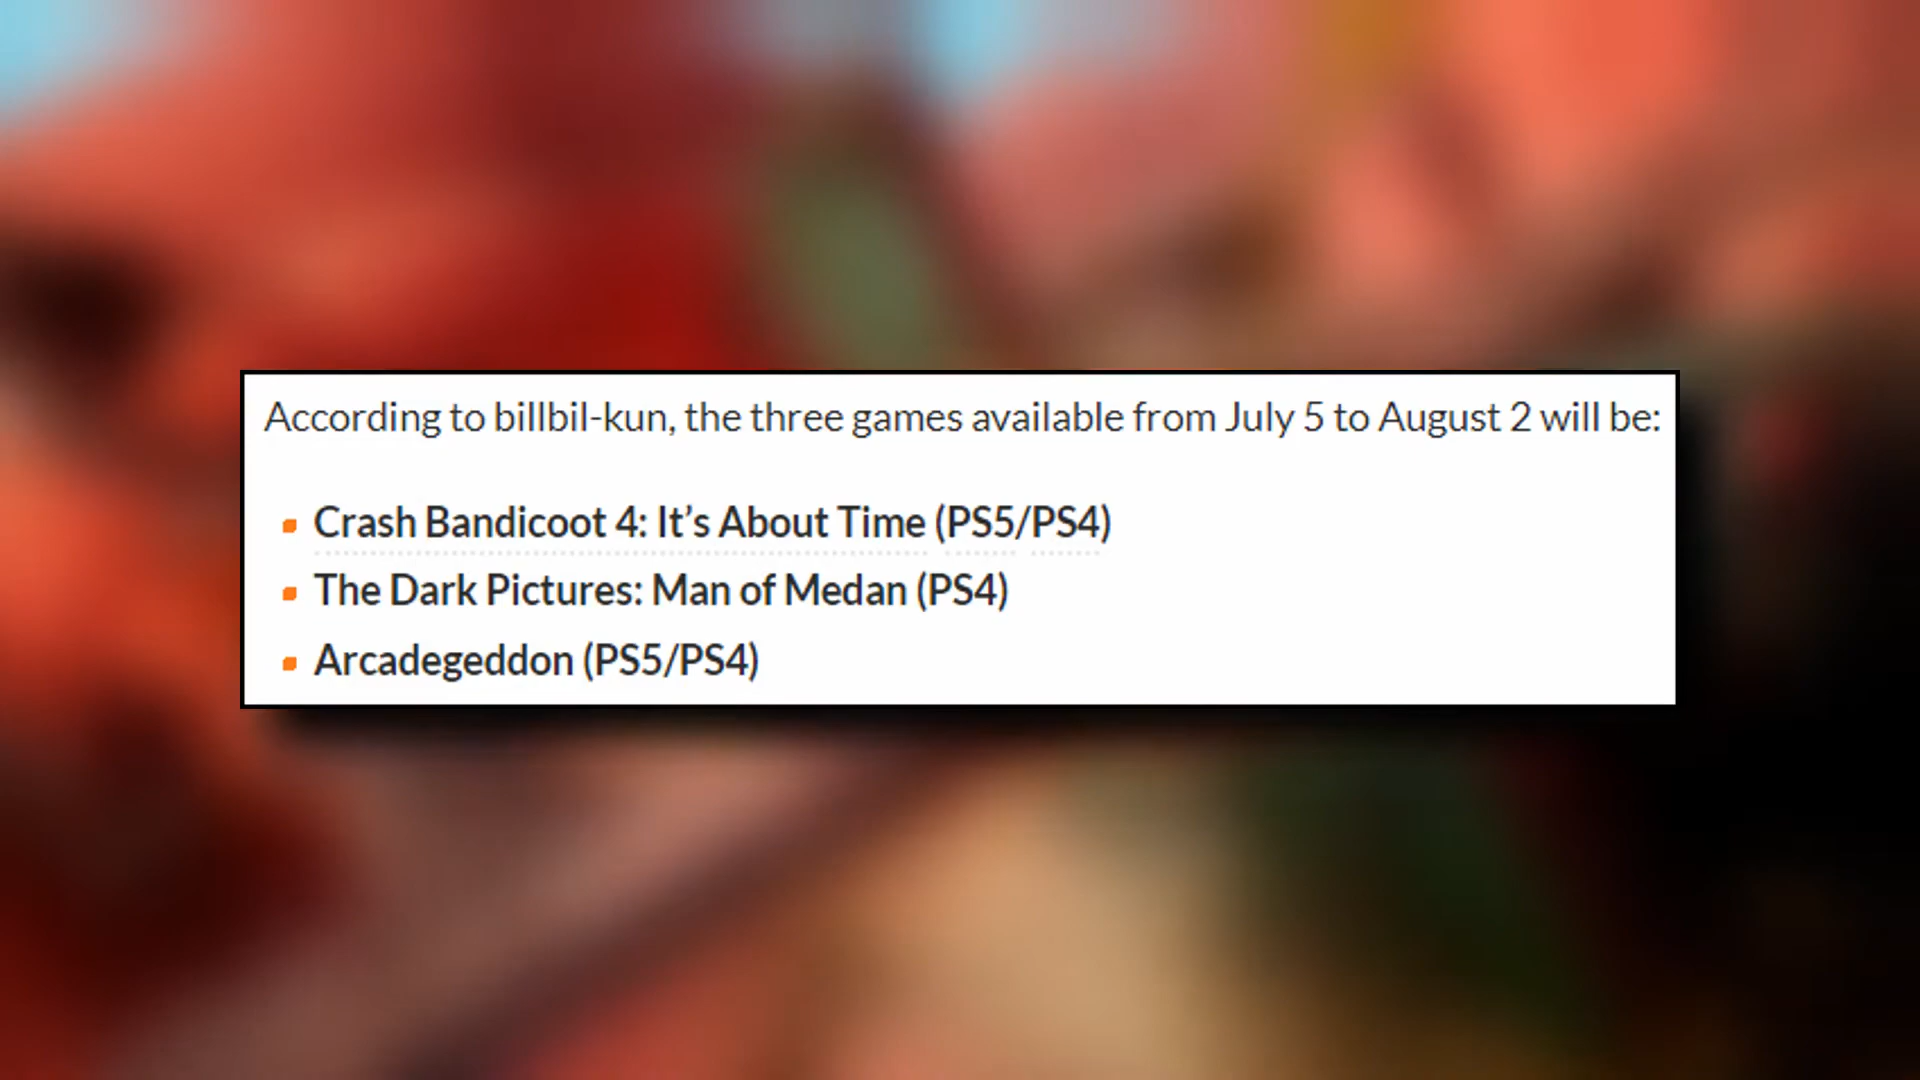 According to billbil-kun, the three games available from July 5 to August 2 will be:
Crash Bandicoot 4: It’s About Time (PS5/PS4)
The Dark Pictures: Man of Medan (PS4)
Arcadegeddon (PS5/PS4)